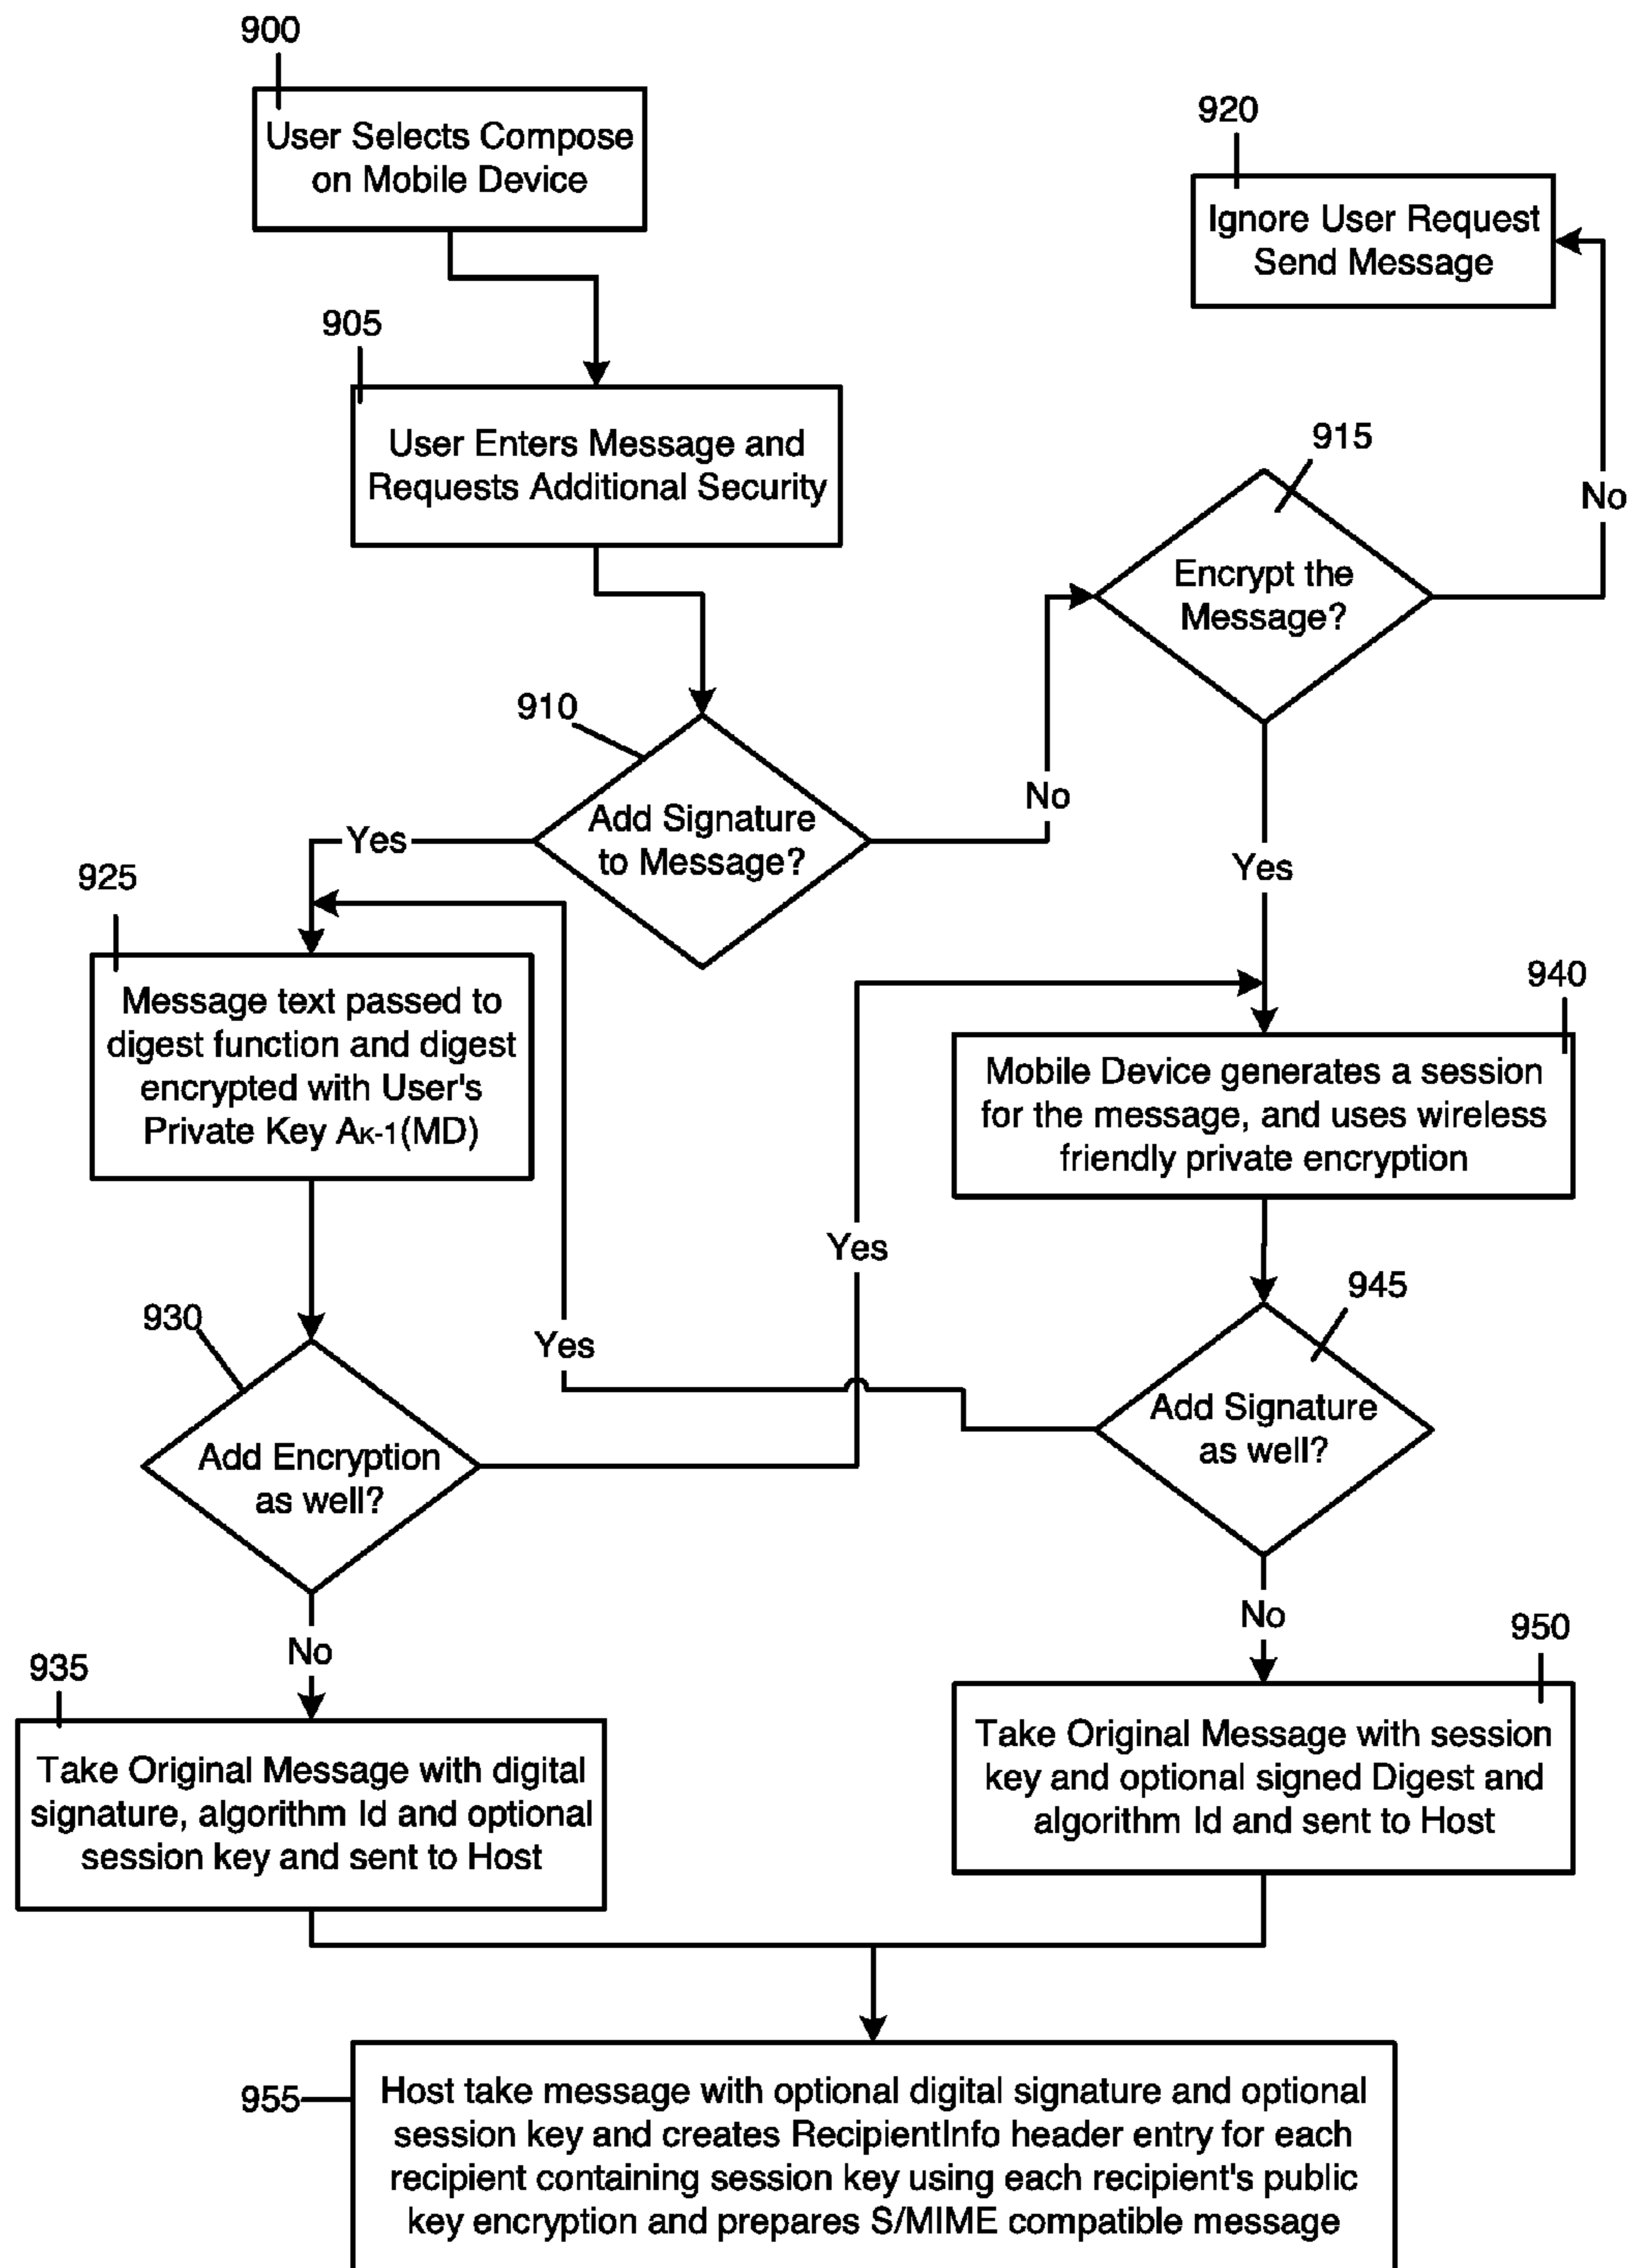 900
User Selects Compose
on Mobile Device
920
Ignore User Request
Send Message
905
User Enters Message and
Requests Additional Security
915
Encrypt the
Message?
No
910
Add Signature
to Message?
No
Yes
Yes
925
Message text passed to
digest function and digest
encrypted with User's
Private Key AK-1(MD)
940
Mobile Device generates a session
for the message, and uses wireless
friendly private encryption
Yes
930
Add Encryption
as well?
Yes
945
Add Signature
as well?
No
No
935
Take Original Message with digital
signature, algorithm Id and optional
session key and sent to Host
950
Take Original Message with session
key and optional signed Digest and
algorithm Id and sent to Host
955
Host take message with optional digital signature and optional
session key and creates RecipientInfo header entry for each
recipient containing session key using each recipient's public
key encryption and prepares S/MIME compatible message